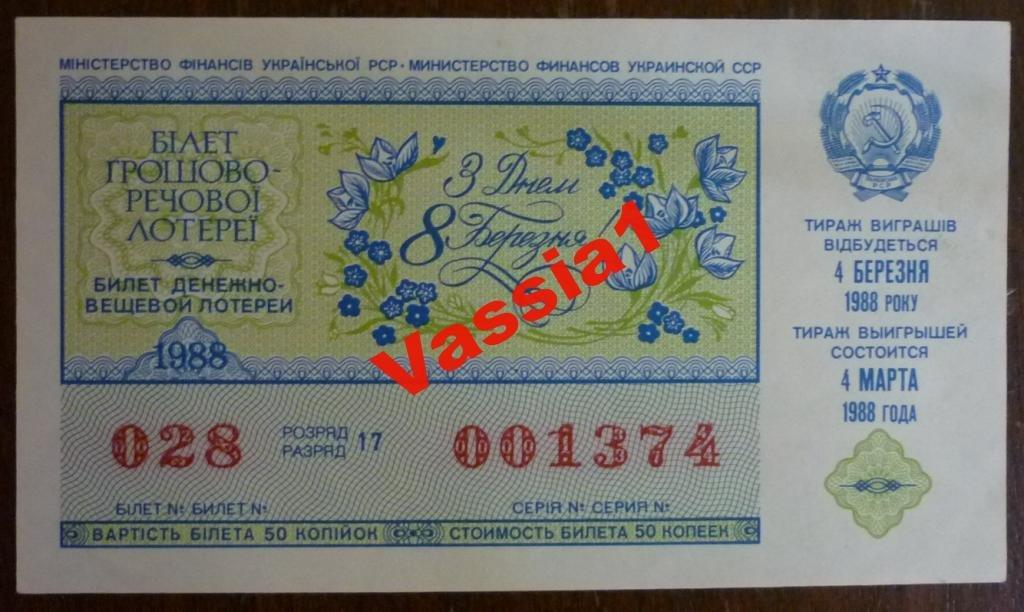 МІНІСТЕРСТВО ФІНАНСІВ УКРАЇНСЬКОЇ РСР · МИНИСТЕРСТВО ФИНАНСОВ УКРАИНСКОЙ ССР
БІЛЕТ
ГРОШОВО-
РЕЧОВОЇ
ЛОТЕРЕЇ
БИЛЕТ ДЕНЕЖНО-
ВЕЩЕВОЙ ЛОТЕРЕИ
1988
З Днем
8 Березня
Vassia1
028
РОЗРЯД
РАЗРЯД 17
001374
БІЛЕТ № БИЛЕТ №
СЕРІЯ № СЕРИЯ №
ВАРТІСТЬ БІЛЕТА 50 КОПІЙОК
СТОИМОСТЬ БИЛЕТА 50 КОПЕЕК
РСР
ТИРАЖ ВИГРАШІВ
ВІДБУДЕТЬСЯ
4 БЕРЕЗНЯ
1988 РОКУ
ТИРАЖ ВЫИГРЫШЕЙ
СОСТОИТСЯ
4 МАРТА
1988 ГОДА